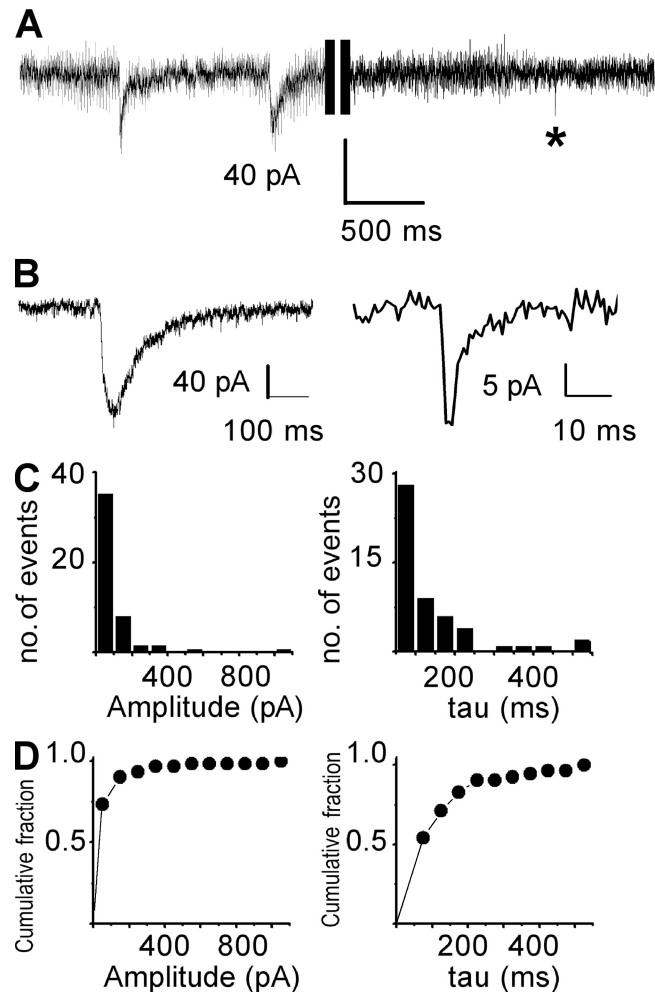 A
*
40 pA
500 ms
B
40 pA
100 ms
5 pA
10 ms
C
40
20
no. of events
400 800
Amplitude (pA)
30
15
no. of events
200 400
tau (ms)
D
1.0
0.5
Cumulative fraction
400 800
Amplitude (pA)
1.0
0.5
Cumulative fraction
200 400
tau (ms)